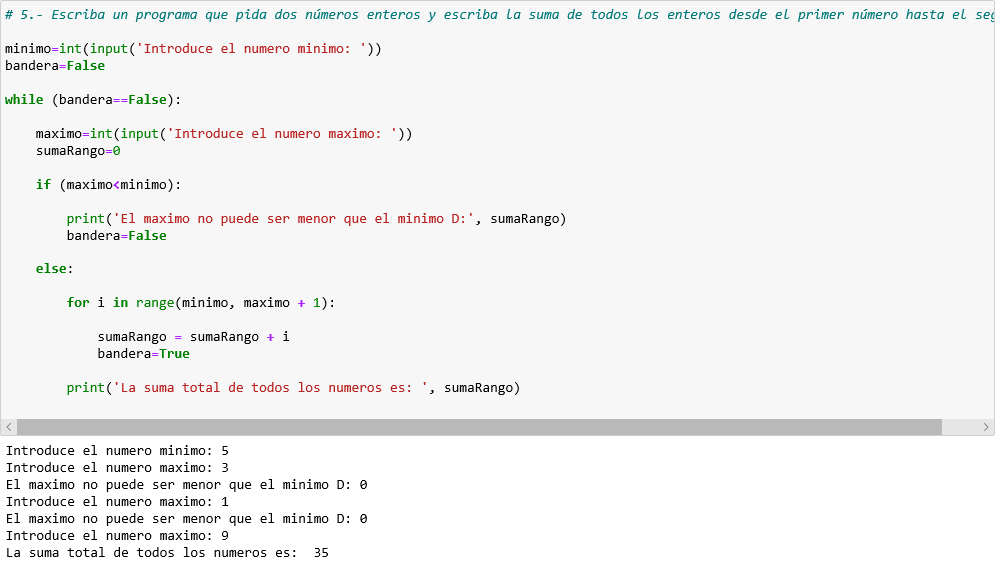 # 5.- Escriba un programa que pida dos números enteros y escriba la suma de todos los enteros desde el primer número hasta el
minimo=int(input('Introduce el numero minimo: '))
bandera=False
while (bandera==False):
maximo=int(input('Introduce el numero maximo: '))
sumaRango=0
if (maximo<minimo):
print('El maximo no puede ser menor que el minimo D:', sumaRango)
bandera=False
else:
for i in range(minimo, maximo + 1):
sumaRango = sumaRango + i
bandera=True
print('La suma total de todos los numeros es: ', sumaRango)
Introduce el numero minimo: 5
Introduce el numero maximo: 3
El maximo no puede ser menor que el minimo D: 0
Introduce el numero maximo: 1
El maximo no puede ser menor que el minimo D: 0
Introduce el numero maximo: 9
La suma total de todos los numeros es:  35